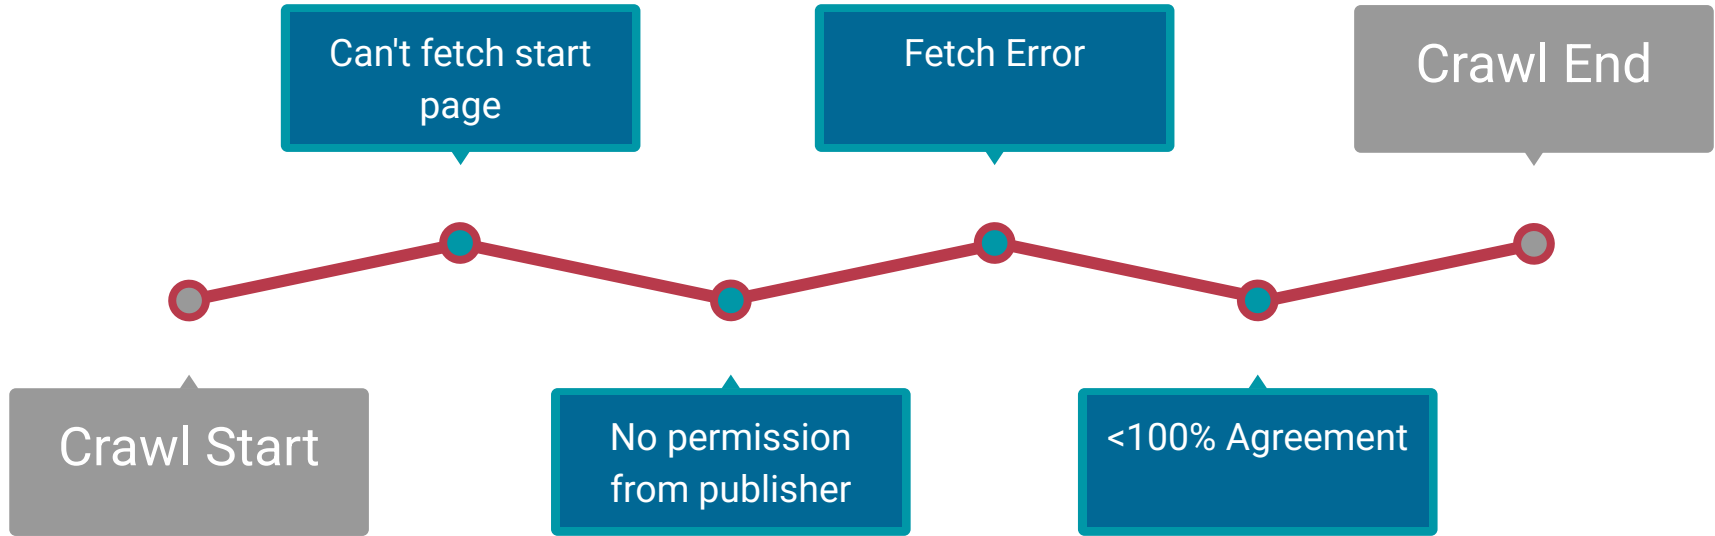 Can't fetch start
page
Fetch Error
Crawl End
Crawl Start
No permission
from publisher
<100% Agreement